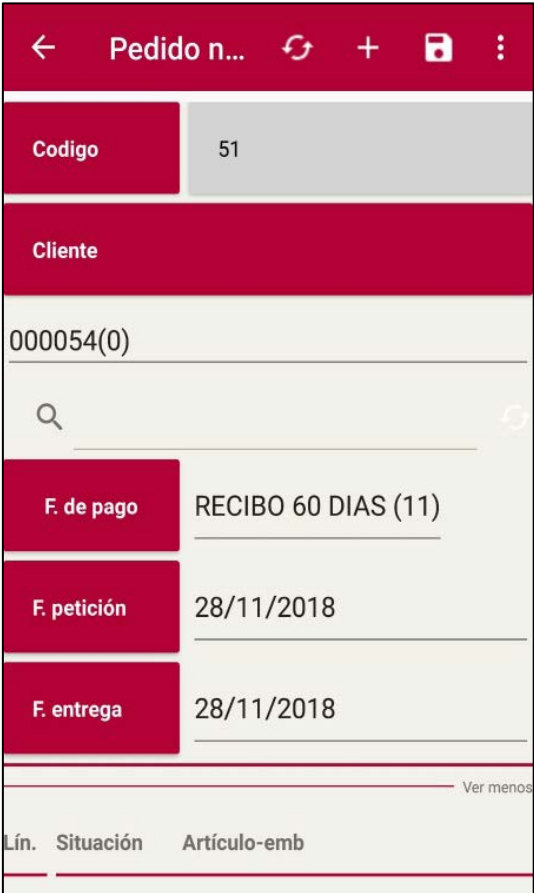 Pedido n...
Codigo 51
Cliente
000054(0)
F. de pago RECIBO 60 DIAS (11)
F. petición 28/11/2018
F. entrega 28/11/2018
Ver menos
Lín. Situación Artículo-emb